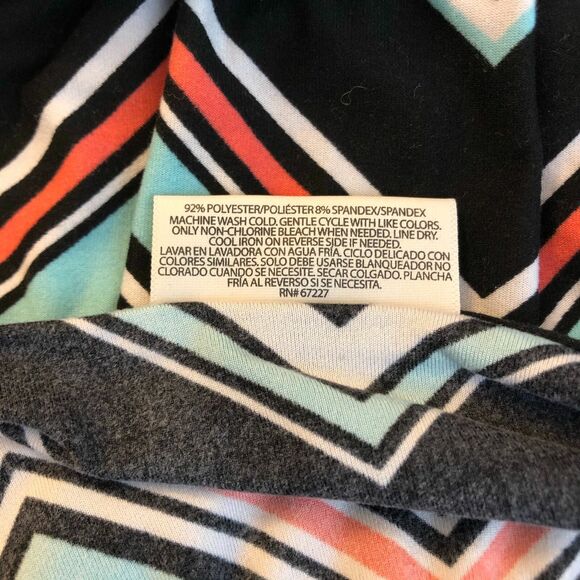 92% POLYESTER/POLIÉSTER 8% SPANDEX/SPANDEX
MACHINE WASH COLD. GENTLE CYCLE WITH LIKE COLORS.
ONLY NON-CHLORINE BLEACH WHEN NEEDED. LINE DRY.
COOL IRON ON REVERSE SIDE IF NEEDED.
LAVAR EN LAVADORA CON AGUA FRÍA. CICLO DELICADO CON
COLORES SIMILARES. SOLO DEBE USARSE BLANQUEADOR NO
CLORADO CUANDO SE NECESITE. SECAR COLGADO. PLANCHA
FRÍA AL REVERSO SI SE NECESITA.
RN# 67227